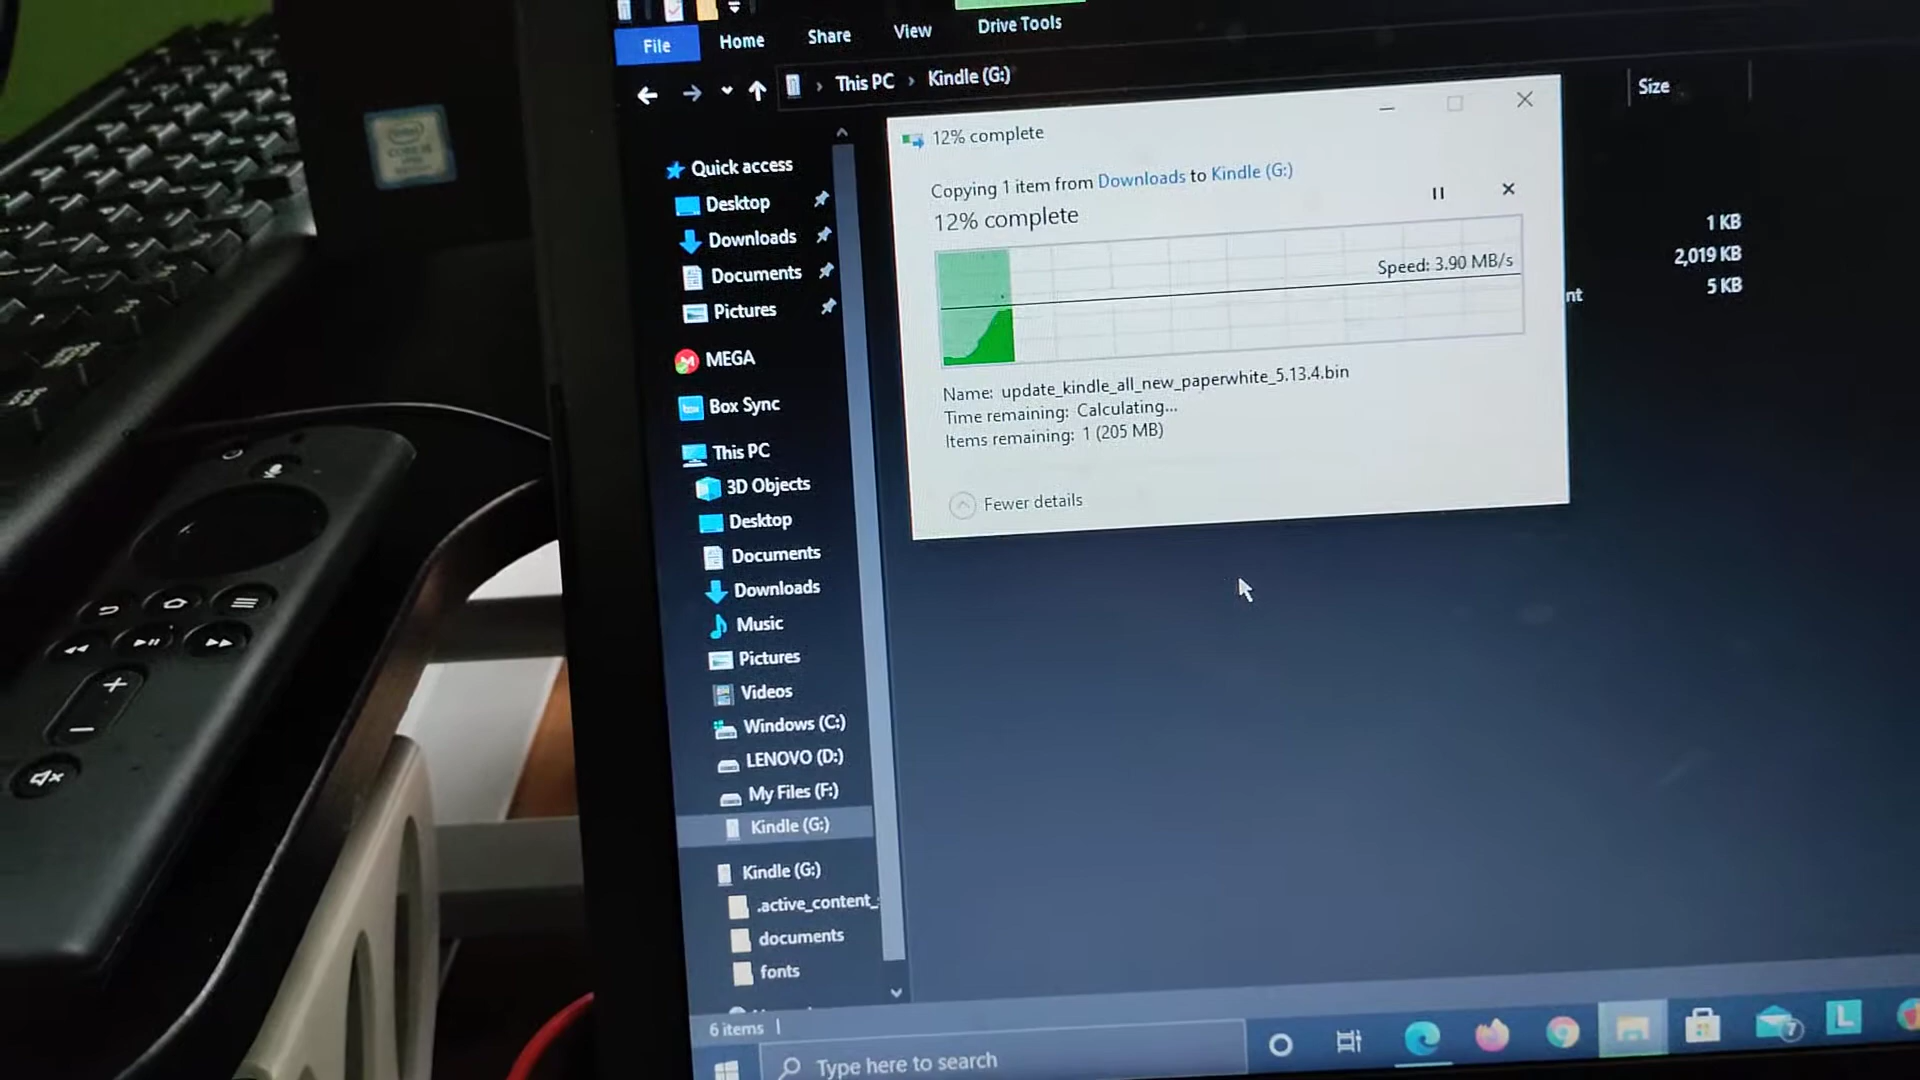 File Home Share View Drive Tools
This PC Kindle (G:)
Size
12% complete
Copying 1 item from Downloads to Kindle (G:)
12% complete
Speed: 3.90 MB/s
Name: update_kindle_all_new_paperwhite_5.13.4.bin
Time remaining: Calculating...
Items remaining: 1 (205 MB)
Fewer details
1 KB
2,019 KB
nt 5 KB
Quick access
Desktop
Downloads
Documents
Pictures
MEGA
box Box Sync
This PC
3D Objects
Desktop
Documents
Downloads
Music
Pictures
Videos
Windows (C:)
LENOVO (D:)
My Files (F:)
Kindle (G:)
Kindle (G:)
.active_content_
documents
fonts
6 items
Type here to search
7
L